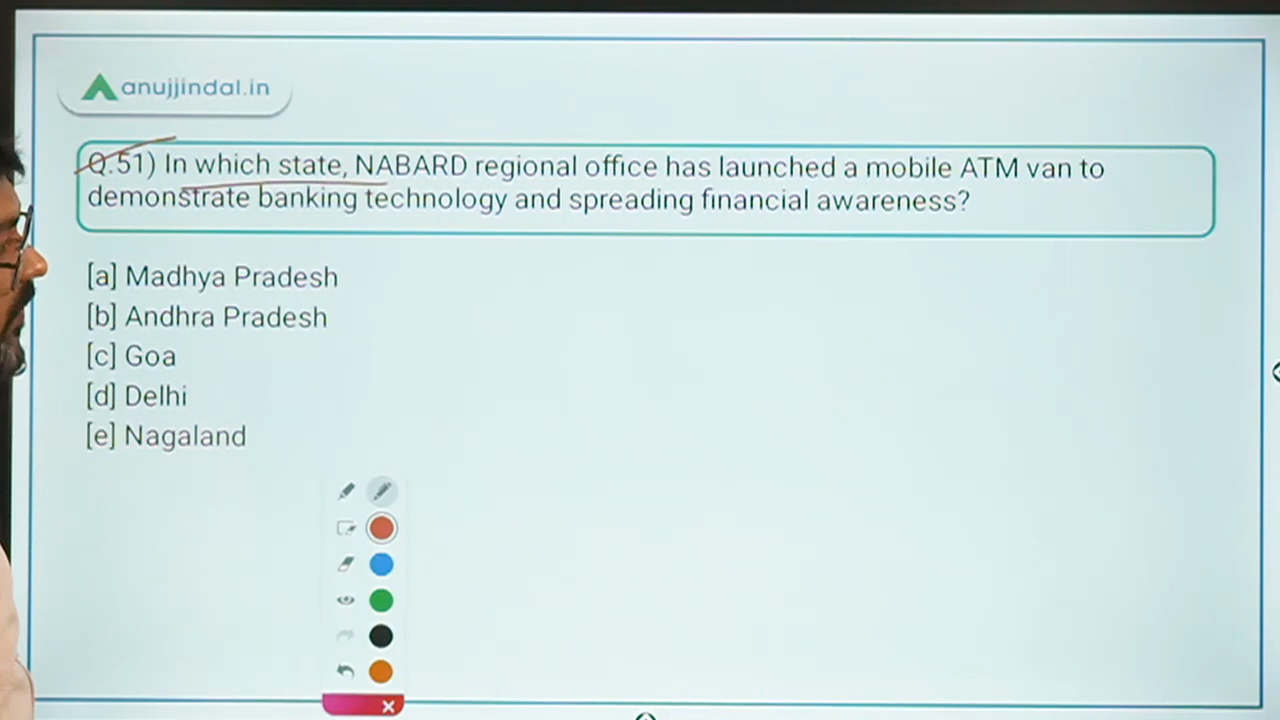 anujjindal.in
Q.51) In which state, NABARD regional office has launched a mobile ATM van to
demonstrate banking technology and spreading financial awareness?
[a] Madhya Pradesh
[b] Andhra Pradesh
[c] Goa
[d] Delhi
[e] Nagaland